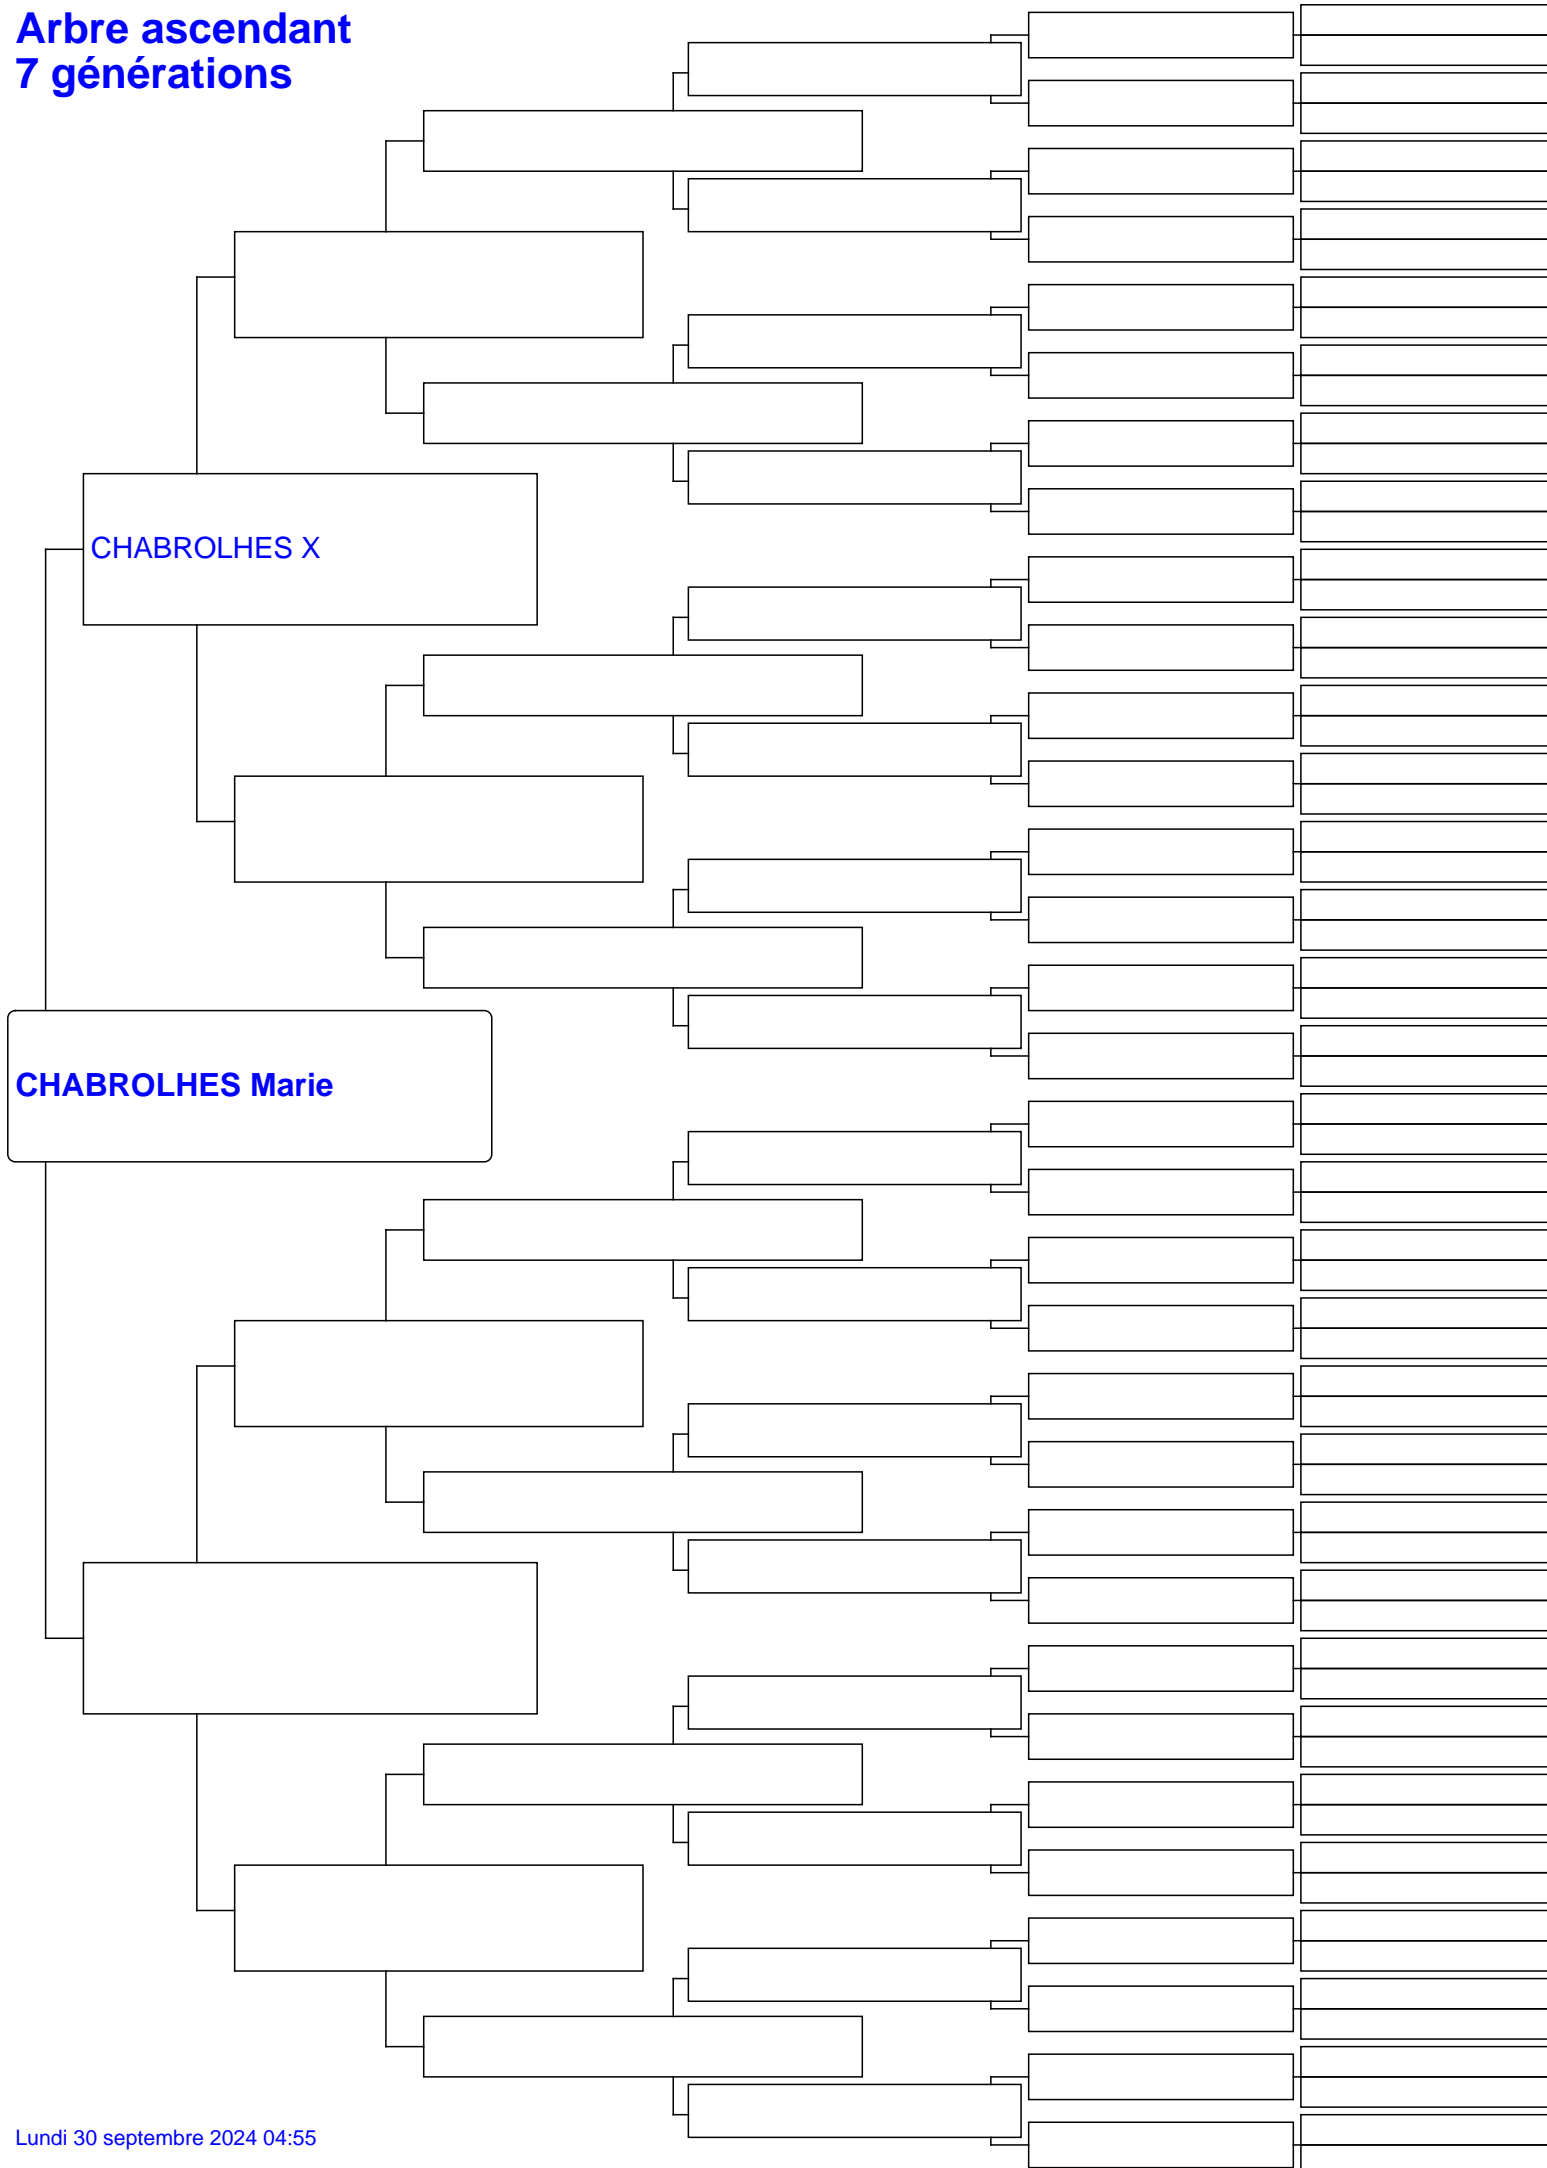 Arbre ascendant
7 générations
CHABROLHES X
CHABROLHES Marie
Lundi 30 septembre 2024 04:55